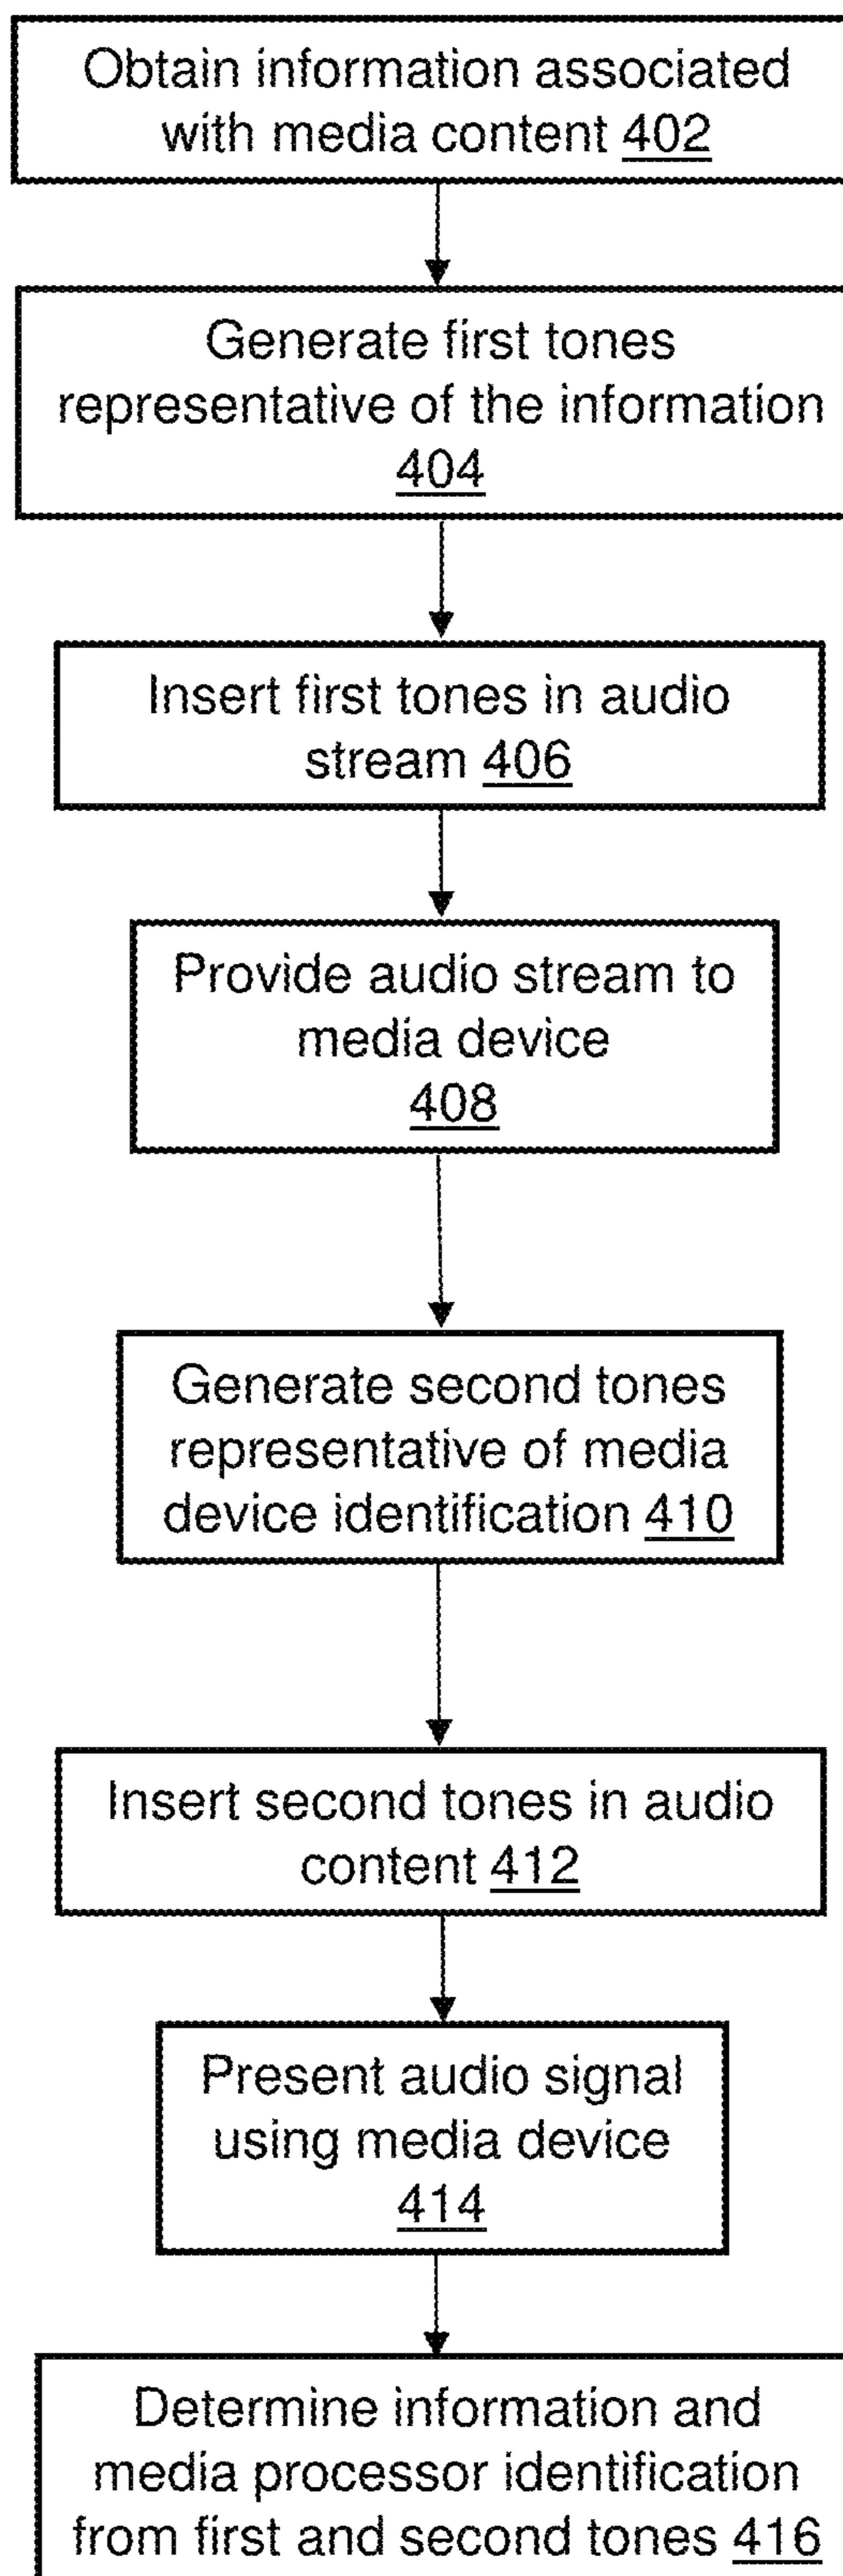 Obtain information associated
with media content 402
Generate first tones
representative of the information
404
Insert first tones in audio
stream 406
Provide audio stream to
media device
408
Generate second tones
representative of media
device identification 410
Insert second tones in audio
content 412
Present audio signal
using media device
414
Determine information and
media processor identification
from first and second tones 416